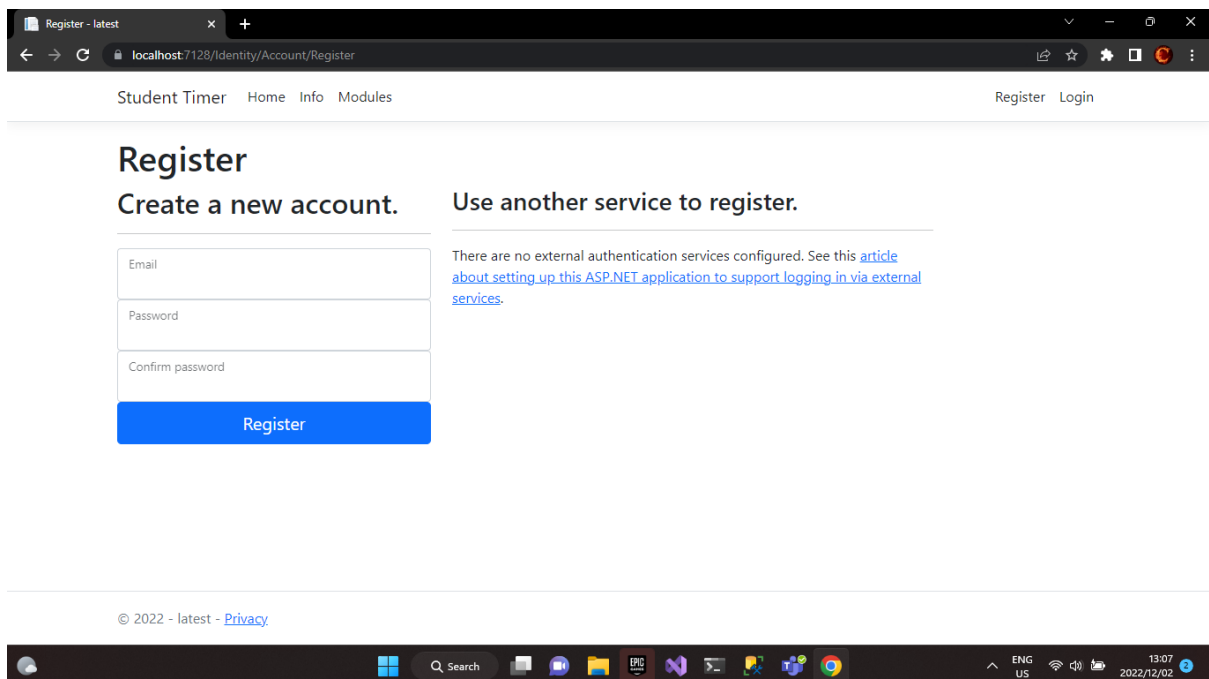 Register - latest
localhost:7128/Identity/Account/Register
Student Timer Home Info Modules Register Login
Register
Create a new account.
Email
Password
Confirm password
Register
Use another service to register.
There are no external authentication services configured. See this article
about setting up this ASP.NET application to support logging in via external
services.
© 2022 - latest - Privacy
Search
EPIC
GAMES
ENG
US
13:07
2022/12/02
2